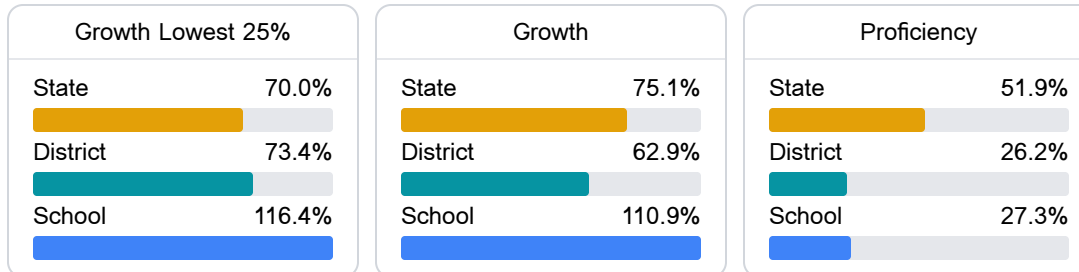 Growth Lowest 25%
State 70.0%
District 73.4%
School 116.4%
Growth
State 75.1%
District 62.9%
School 110.9%
Proficiency
State 51.9%
District 26.2%
School 27.3%